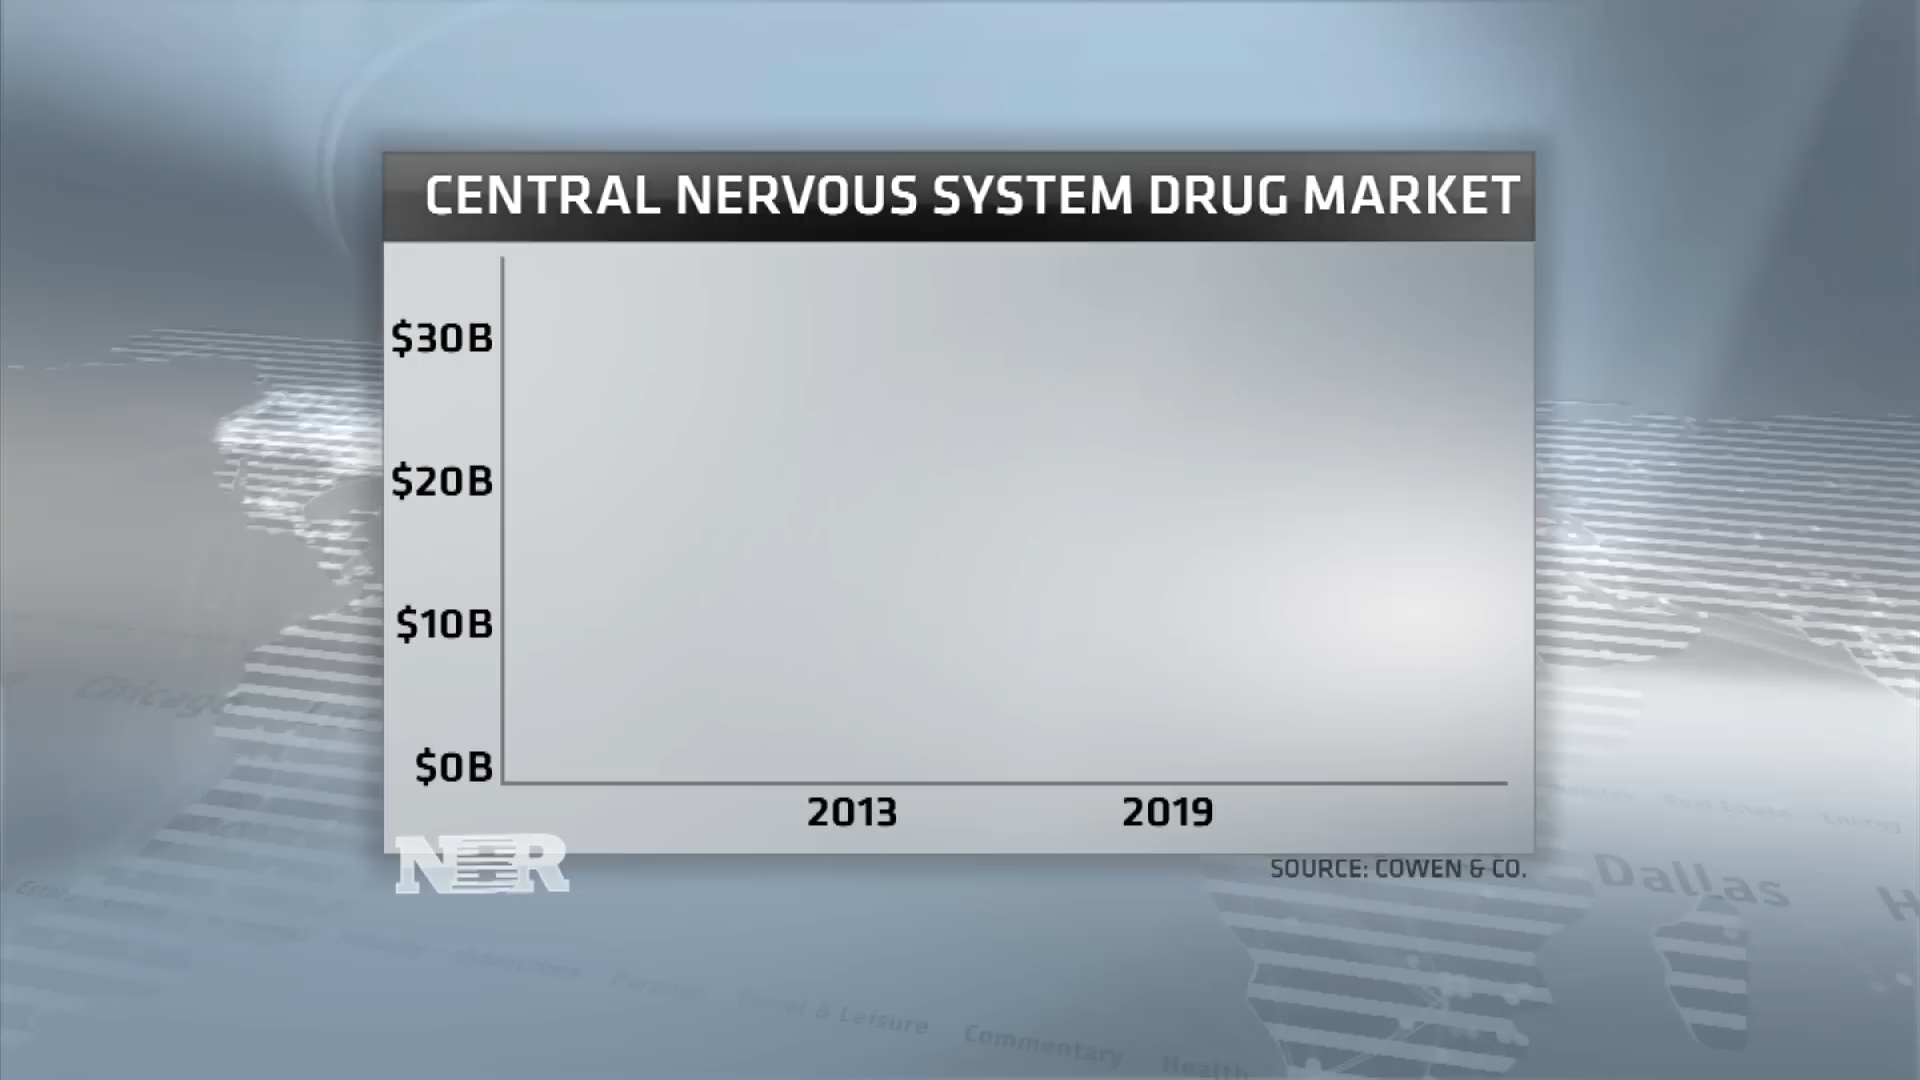 CENTRAL NERVOUS SYSTEM DRUG MARKET
$30B
$20B
$10B
$0B
2013
2019
NBR
SOURCE: COWEN & CO.
Chicago
Dallas
Travel & Leisure
Commentary
Health